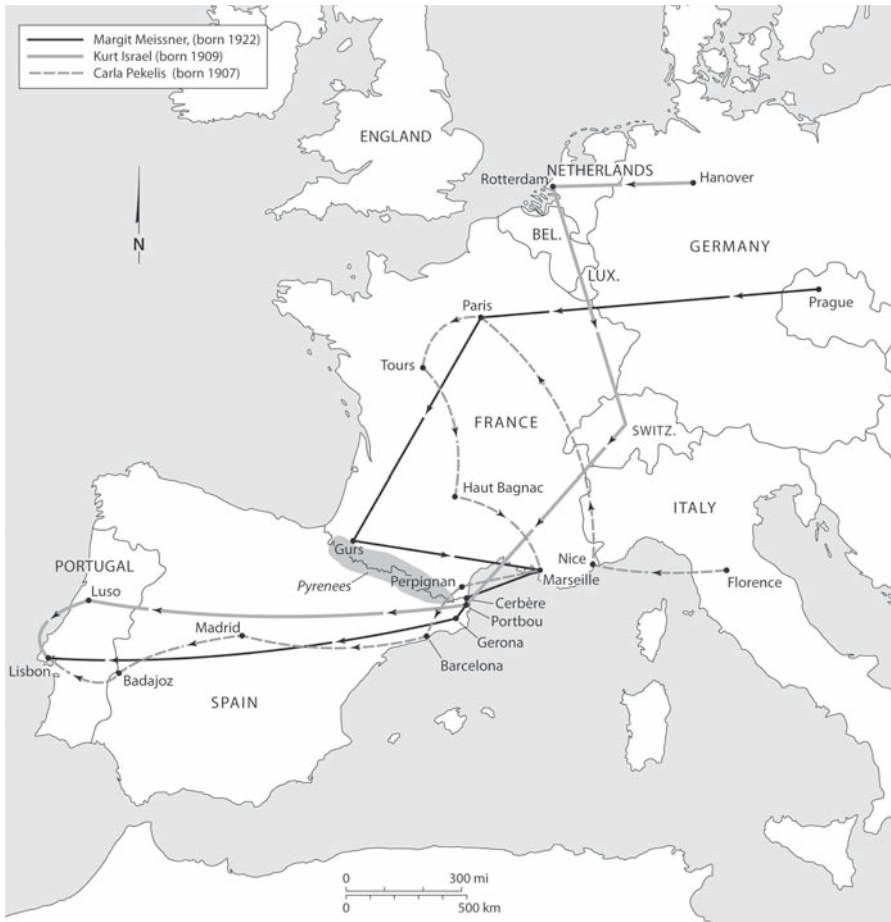 Margit Meissner, (born 1922)
Kurt Israel (born 1909)
Carla Pekelis (born 1907)
ENGLAND
N
NETHERLANDS
Rotterdam
Hanover
BEL.
GERMANY
LUX.
Prague
Paris
Tours
FRANCE
SWITZ.
Haut Bagnac
ITALY
Gurs
Nice
PORTUGAL
Pyrenees
Perpignan
Marseille
Florence
Luso
Cerbère
Portbou
Madrid
Gerona
Lisbon
Barcelona
Badajoz
SPAIN
0 300 mi
0 500 km